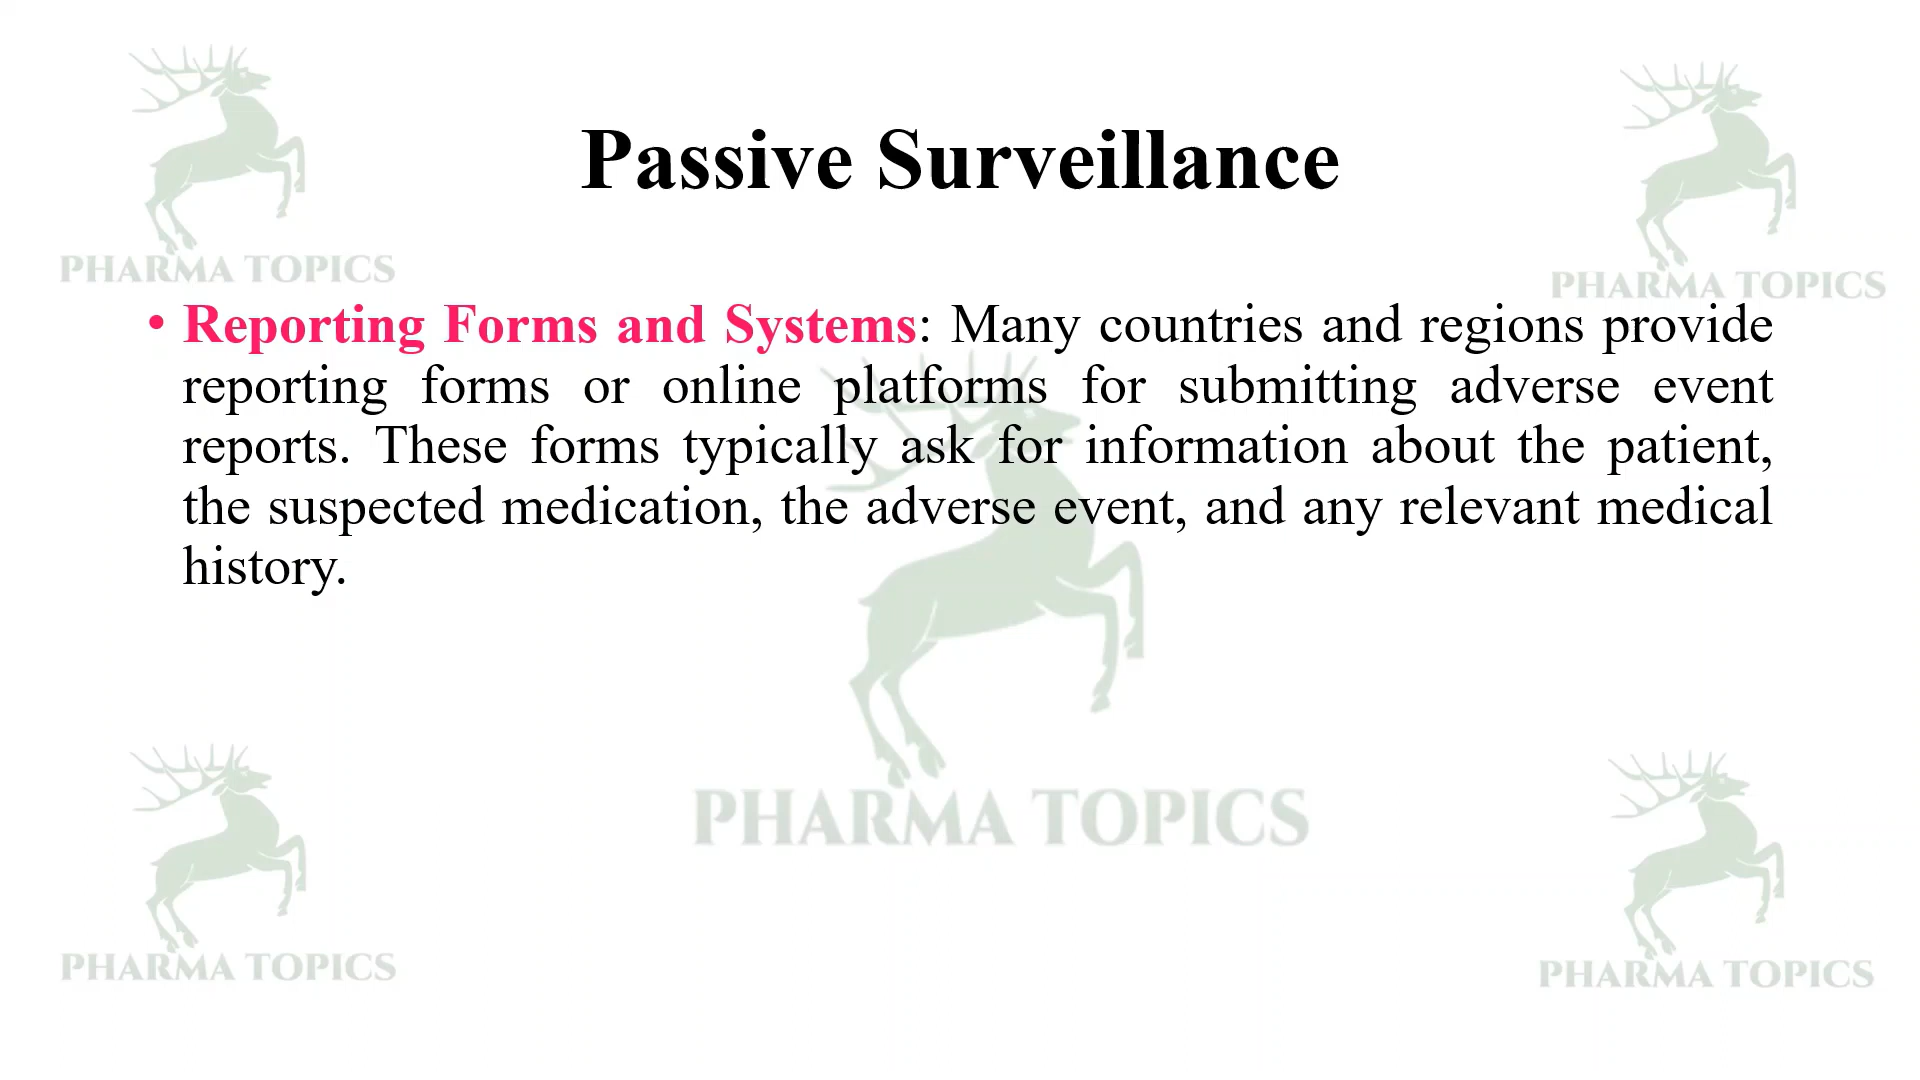 PHARMA TOPICS
PHARMA TOPICS
Passive Surveillance
• Reporting Forms and Systems: Many countries and regions provide
reporting forms or online platforms for submitting adverse event
reports. These forms typically ask for information about the patient,
the suspected medication, the adverse event, and any relevant medical
history.
PHARMA TOPICS
PHARMA TOPICS
PHARMA TOPICS